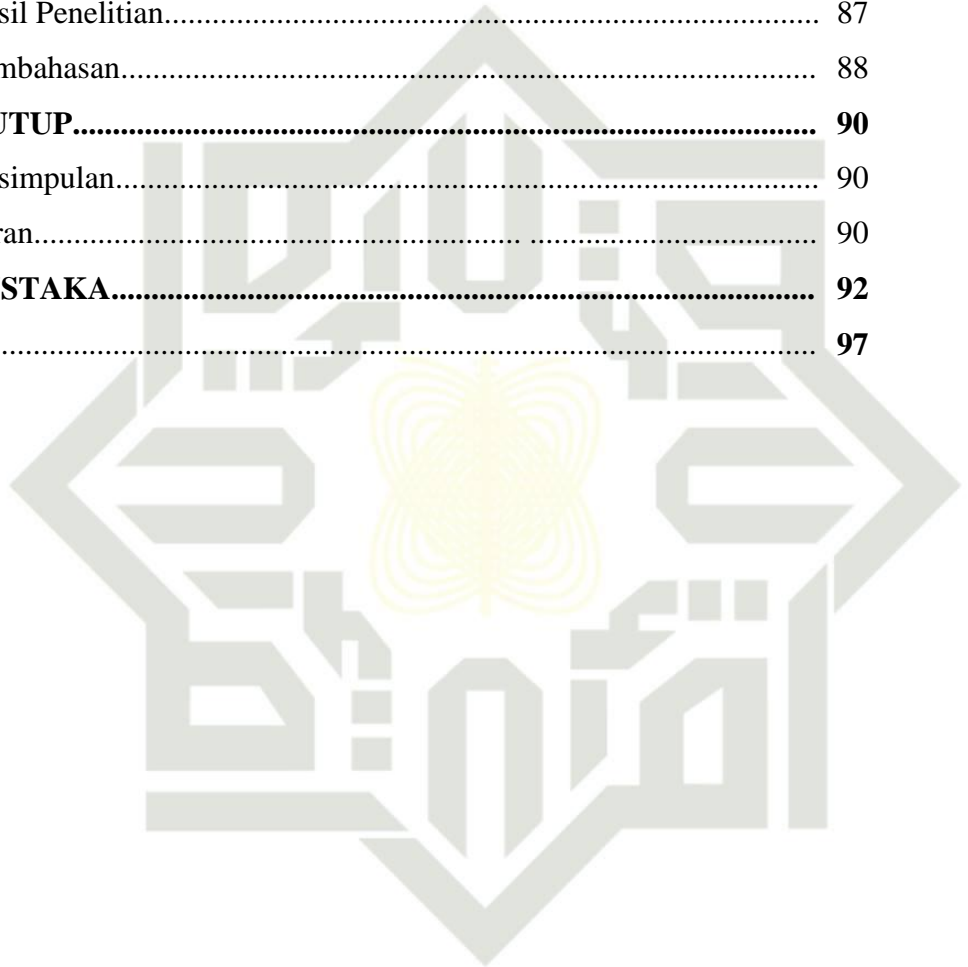 sil Penelitian................................................................................... 87
mbahasan....................................................................................... 88
UTUP........................................................................................... 90
simpulan........................................................................................ 90
ran............................................................ .................................... 90
STAKA....................................................................................... 92
...................................................................................................... 97